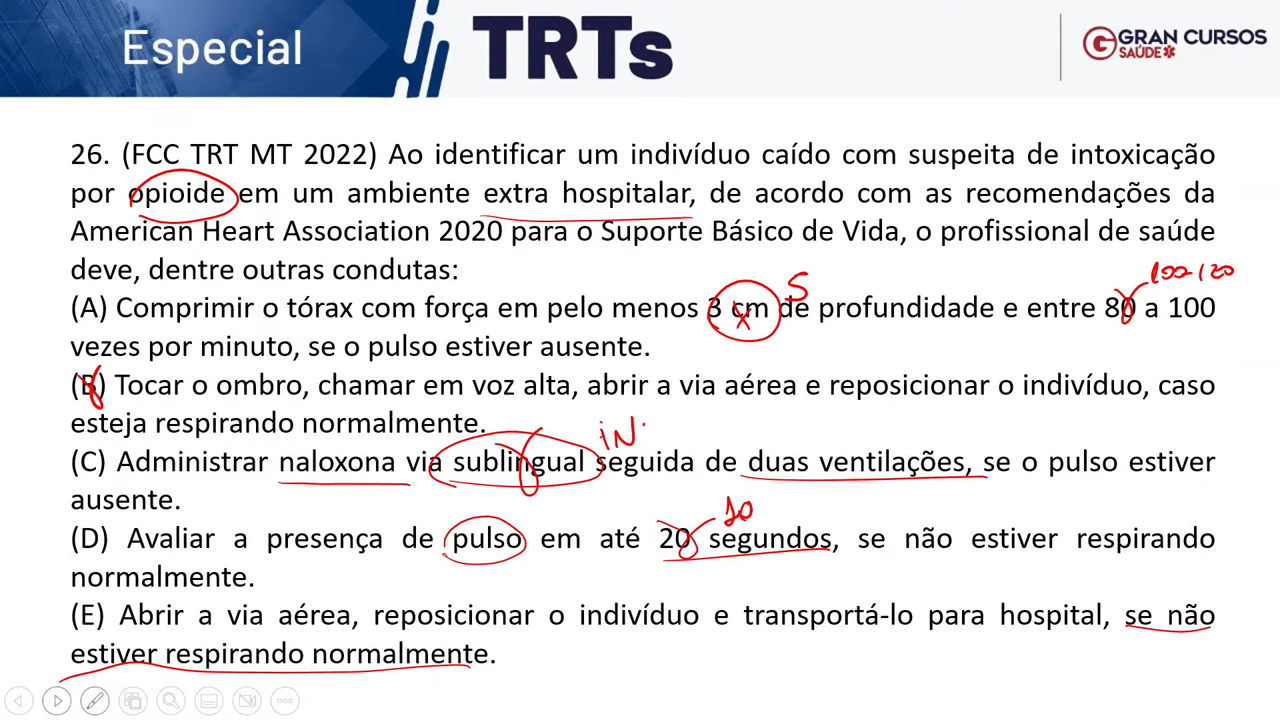 Especial TRTs GRAN CURSOS
SAÚDE
26. (FCC TRT MT 2022) Ao identificar um indivíduo caído com suspeita de intoxicação
por opioide em um ambiente extra hospitalar, de acordo com as recomendações da
American Heart Association 2020 para o Suporte Básico de Vida, o profissional de saúde
deve, dentre outras condutas:
100-120
5
(A) Comprimir o tórax com força em pelo menos 3 cm de profundidade e entre 80 a 100
vezes por minuto, se o pulso estiver ausente.
(B) Tocar o ombro, chamar em voz alta, abrir a via aérea e reposicionar o indivíduo, caso
esteja respirando normalmente.
IN.
(C) Administrar naloxona via sublingual seguida de duas ventilações, se o pulso estiver
ausente.
10
(D) Avaliar a presença de pulso em até 20 segundos, se não estiver respirando
normalmente.
(E) Abrir a via aérea, reposicionar o indivíduo e transportá-lo para hospital, se não
estiver respirando normalmente.